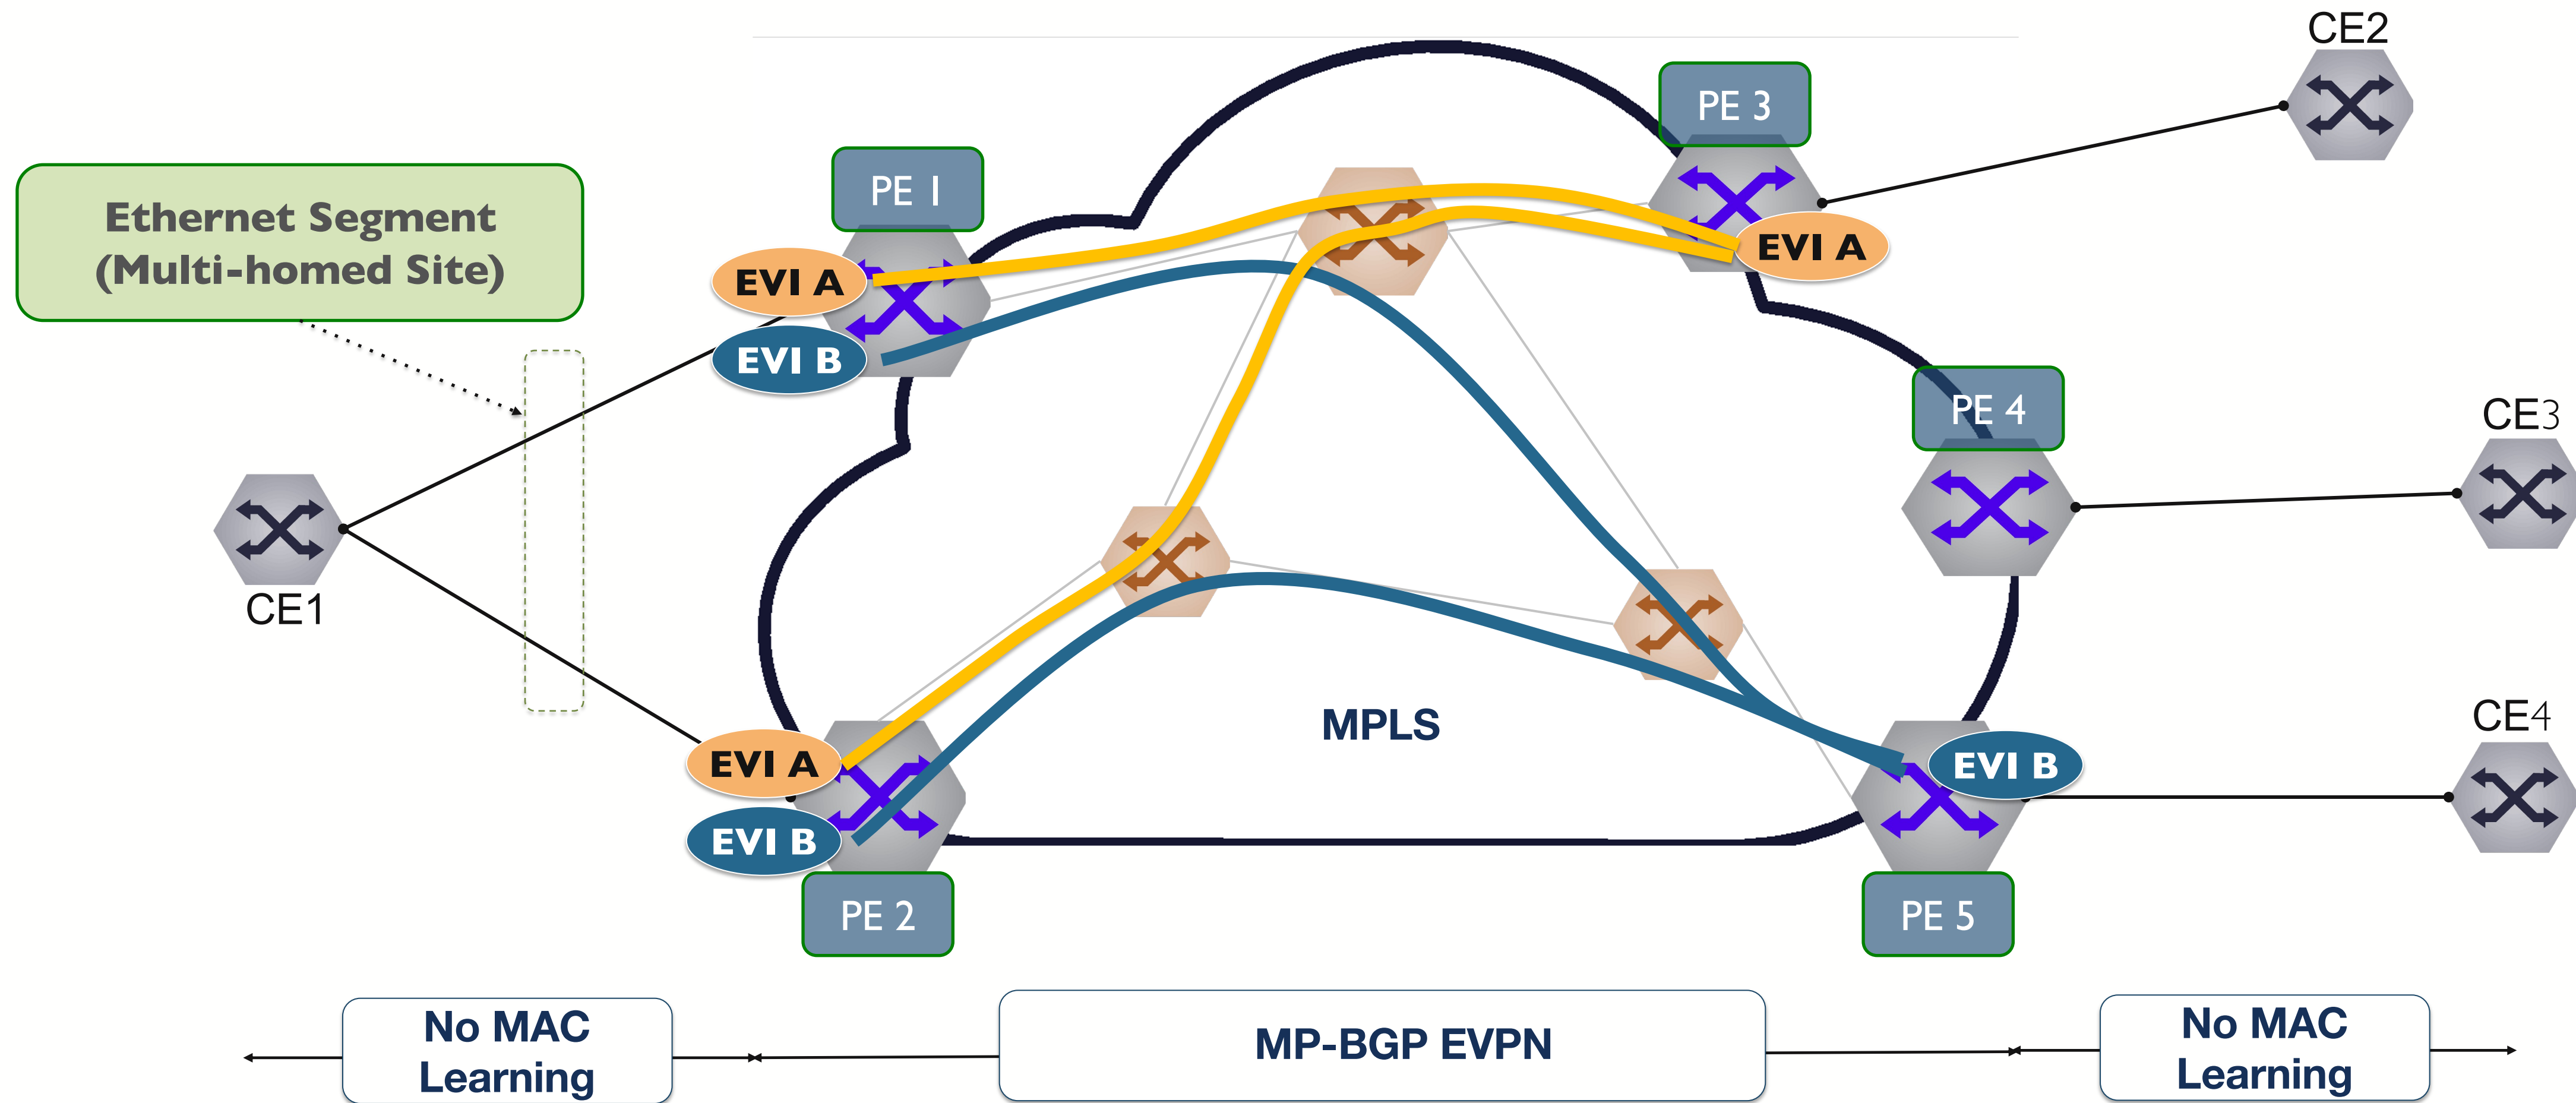 CE2
PE 3
PE 1
Ethernet Segment
(Multi-homed Site)
EVI A
EVI A
EVI B
PE 4
CE3
CE1
MPLS
CE4
EVI A
EVI B
EVI B
PE 2
PE 5
No MAC
Learning
MP-BGP EVPN
No MAC
Learning